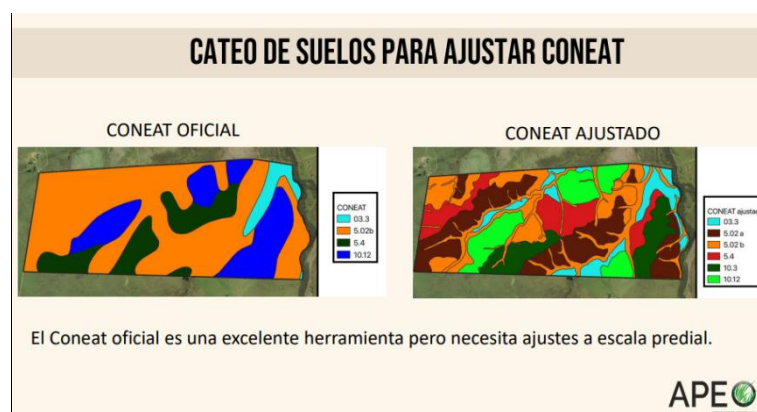 CATEO DE SUELOS PARA AJUSTAR CONEAT
CONEAT OFICIAL
CONEAT
03.3
5.02b
5.4
10.12
CONEAT AJUSTADO
CONEAT ajustado
03.3
5.02 a
5.02 b
5.4
10.3
10.12
El Coneat oficial es una excelente herramienta pero necesita ajustes a escala predial.
APEO